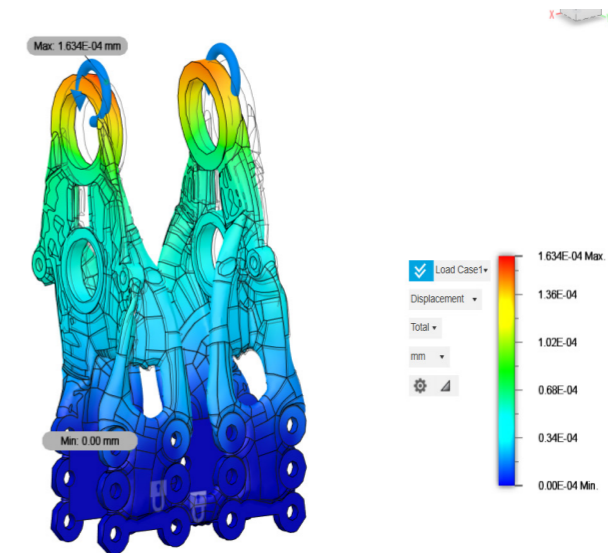 X
Max: 1.634E-04 mm
Min: 0.00 mm
Load Case1
Displacement
Total
mm
1.634E-04 Max.
1.36E-04
1.02E-04
0.68E-04
0.34E-04
0.00E-04 Min.